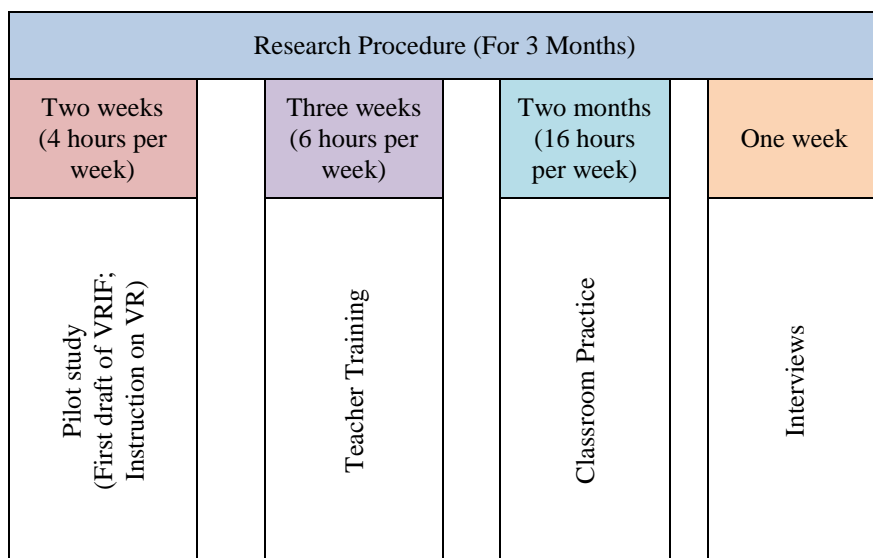 Research Procedure (For 3 Months)
Two weeks
(4 hours per
week)
Three weeks
(6 hours per
week)
Two months
(16 hours
per week)
One week
Pilot study
(First draft of VRIF;
Instruction on VR)
Teacher Training
Classroom Practice
Interviews